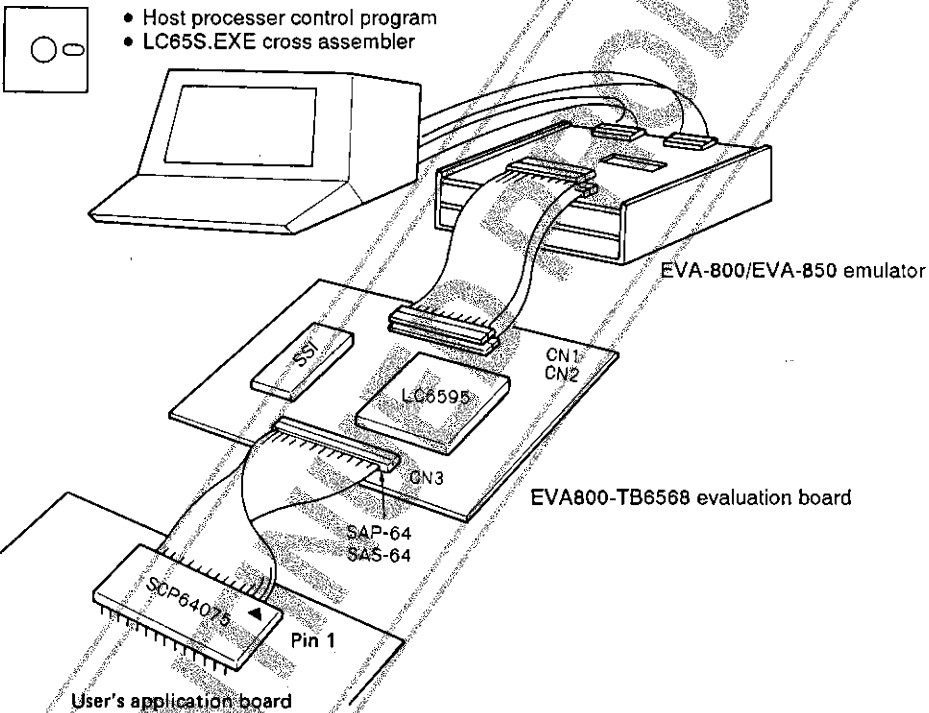 • Host processer control program
• LC65S.EXE cross assembler
EVA-800/EVA-850 emulator
SSI
CN1
CN2
LC6595
CN3
EVA800-TB6568 evaluation board
SAP-64
SAS-64
SCP64075
Pin 1
User's application board